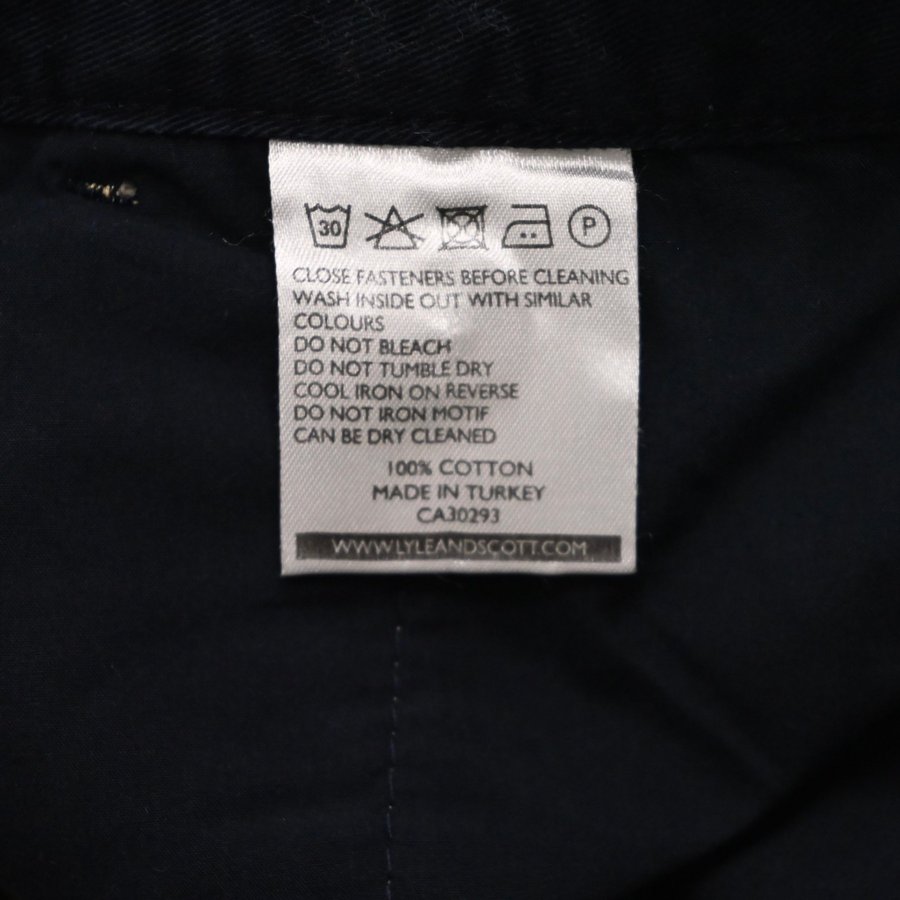 30 P
CLOSE FASTENERS BEFORE CLEANING
WASH INSIDE OUT WITH SIMILAR
COLOURS
DO NOT BLEACH
DO NOT TUMBLE DRY
COOL IRON ON REVERSE
DO NOT IRON MOTIF
CAN BE DRY CLEANED
100% COTTON
MADE IN TURKEY
CA30293
WWW.LYLEANDSCOTT.COM